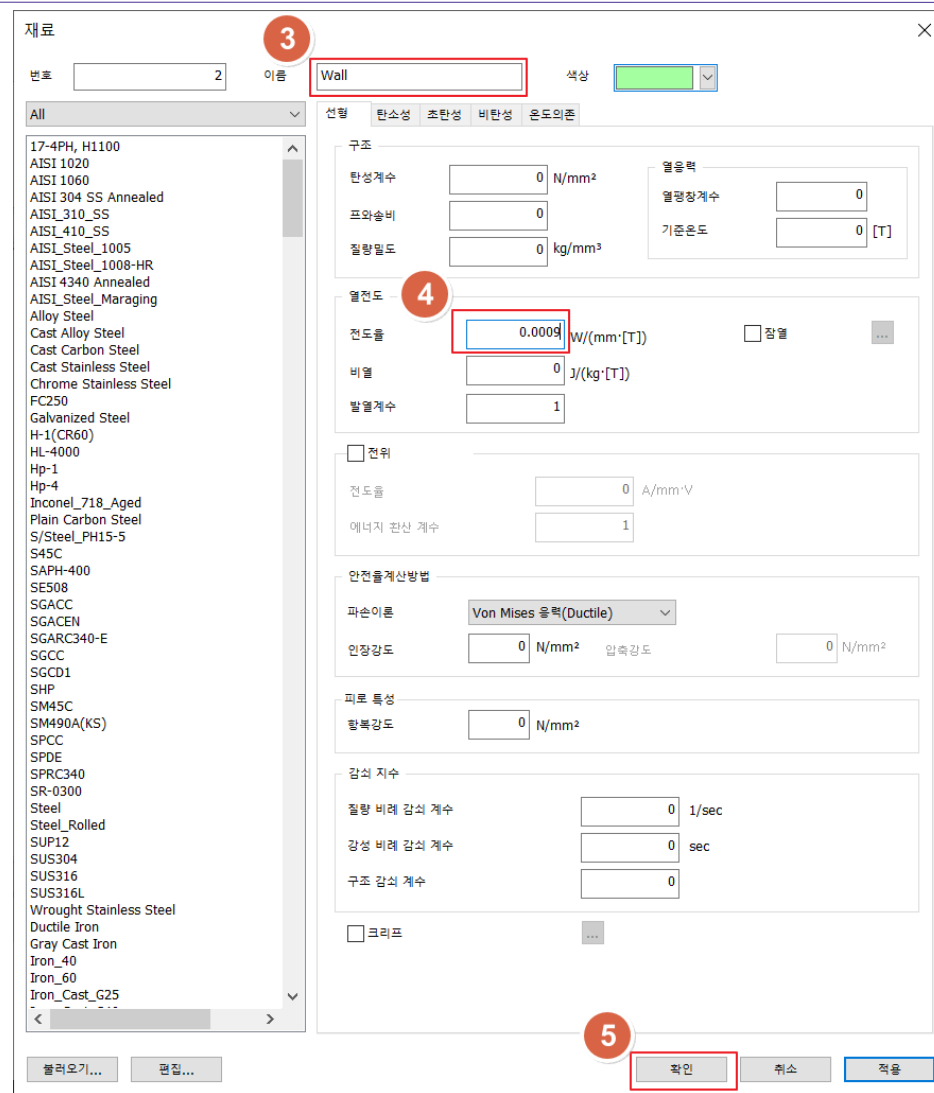 재료
3
번호 2 이름 Wall 색상
All
선형 탄소성 초탄성 비탄성 온도의존
17-4PH, H1100
AISI 1020
AISI 1060
AISI 304 SS Annealed
AISI_310_SS
AISI_410_SS
AISI_Steel_1005
AISI_Steel_1008-HR
AISI 4340 Annealed
AISI_Steel_Maraging
Alloy Steel
Cast Alloy Steel
Cast Carbon Steel
Cast Stainless Steel
Chrome Stainless Steel
FC250
Galvanized Steel
H-1(CR60)
HL-4000
Hp-1
Hp-4
Inconel_718_Aged
Plain Carbon Steel
S/Steel_PH15-5
S45C
SAPH-400
SE508
SGACC
SGACEN
SGARC340-E
SGCC
SGCD1
SHP
SM45C
SM490A(KS)
SPCC
SPDE
SPRC340
SR-0300
Steel
Steel_Rolled
SUP12
SUS304
SUS316
SUS316L
Wrought Stainless Steel
Ductile Iron
Gray Cast Iron
Iron_40
Iron_60
Iron_Cast_G25
구조
탄성계수 0 N/mm²
프와송비 0
질량밀도 0 kg/mm³
열응력
열팽창계수 0
기준온도 0 [T]
열전도
4
전도율 0.0009 W/(mm·[T]) 잠열 ...
비열 0 J/(kg·[T])
발열계수 1
전위
전도율 0 A/mm·V
에너지 환산 계수 1
안전율계산방법
파손이론 Von Mises 응력(Ductile)
인장강도 0 N/mm² 압축강도 0 N/mm²
피로 특성
항복강도 0 N/mm²
감쇠 지수
질량 비례 감쇠 계수 0 1/sec
강성 비례 감쇠 계수 0 sec
구조 감쇠 계수 0
크리프 ...
5
불러오기... 편집... 확인 취소 적용